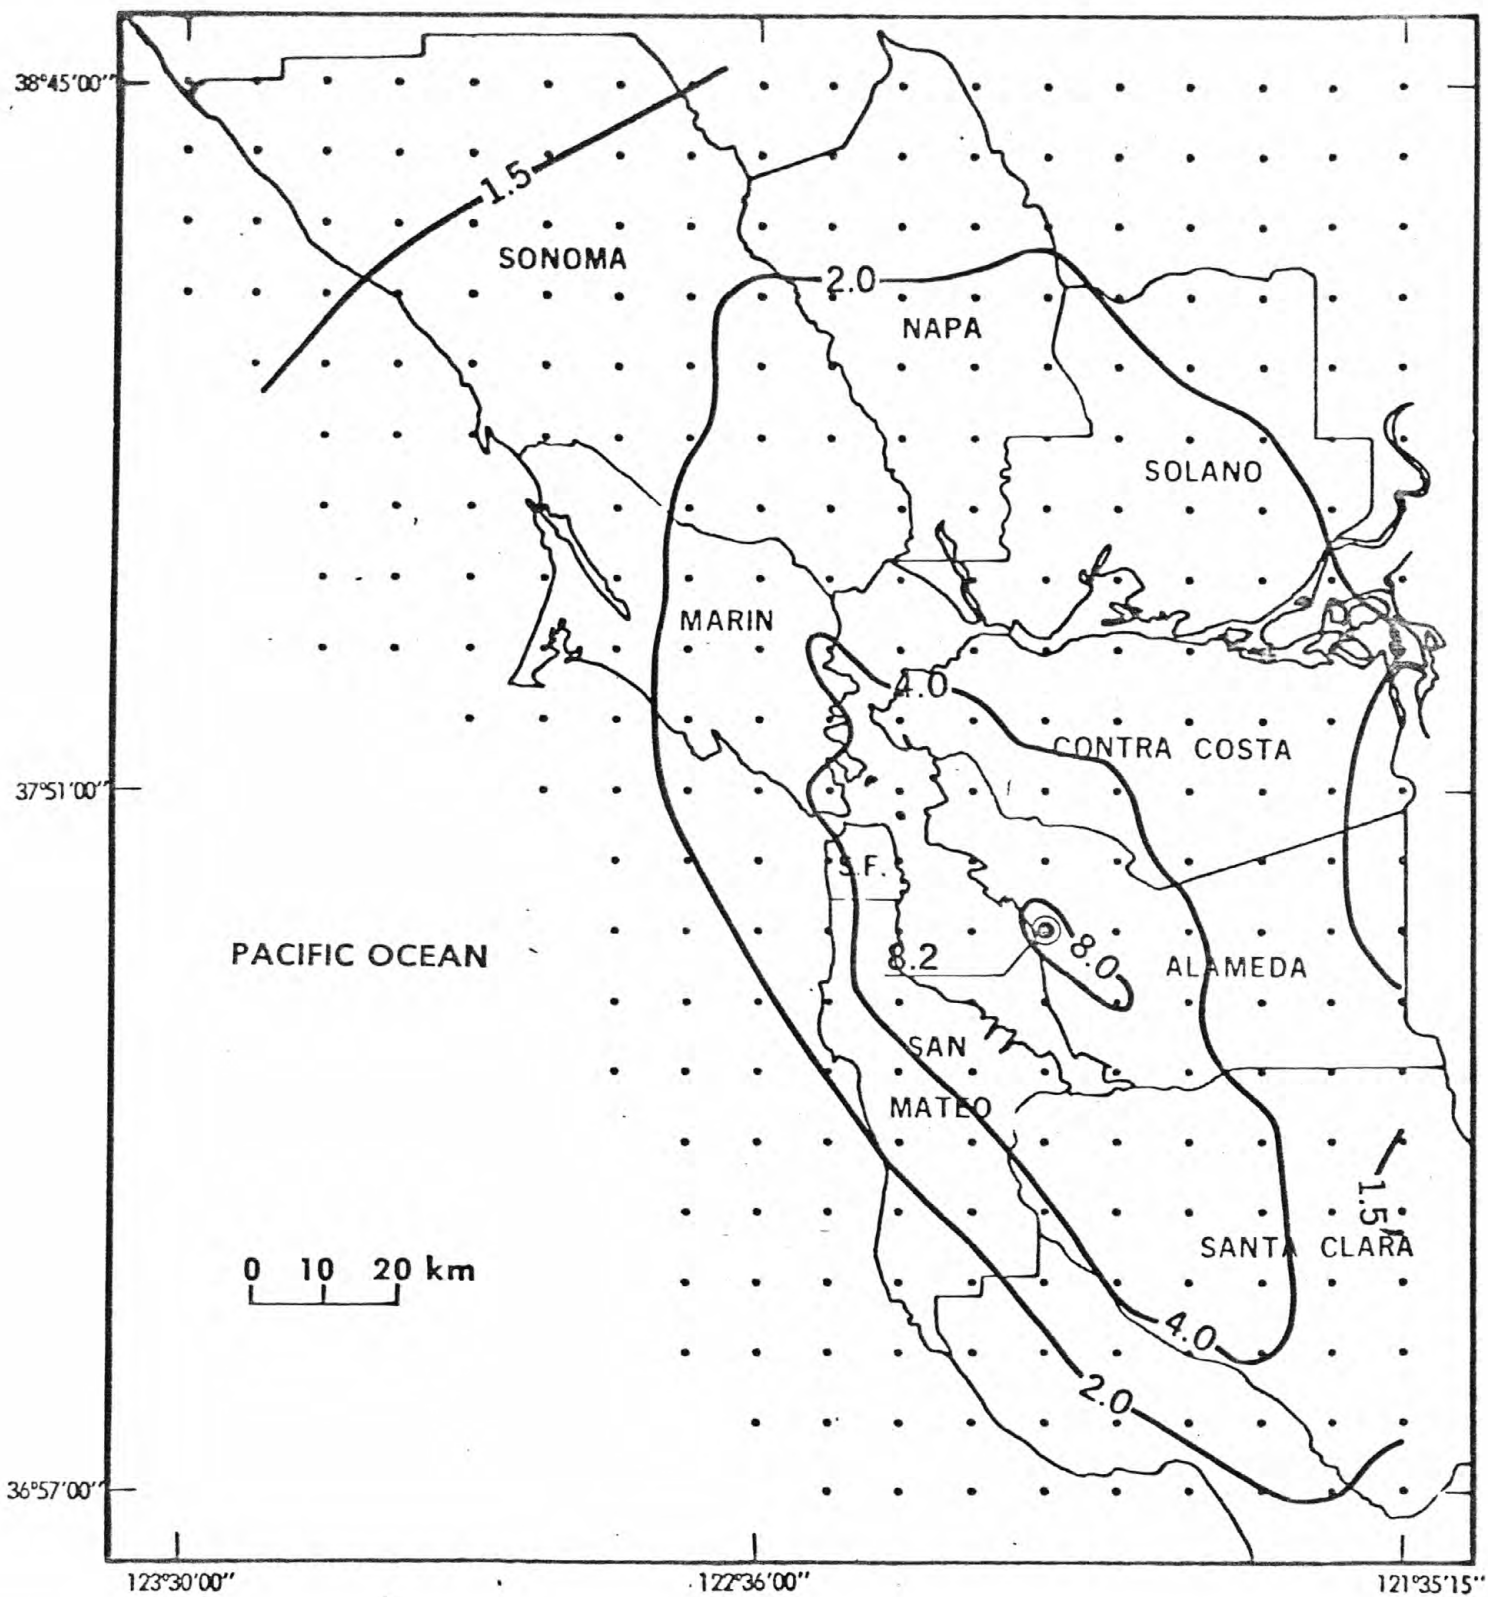 38°45'00"
1.5
SONOMA
2.0
NAPA
SOLANO
MARIN
4.0
CONTRA COSTA
37°51'00"
S.F.
PACIFIC OCEAN
8.2
8.0
ALAMEDA
SAN
MATEO
1.5
SANTA CLARA
0 10 20 km
4.0
2.0
36°57'00"
123°30'00" 122°36'00" 121°35'15"